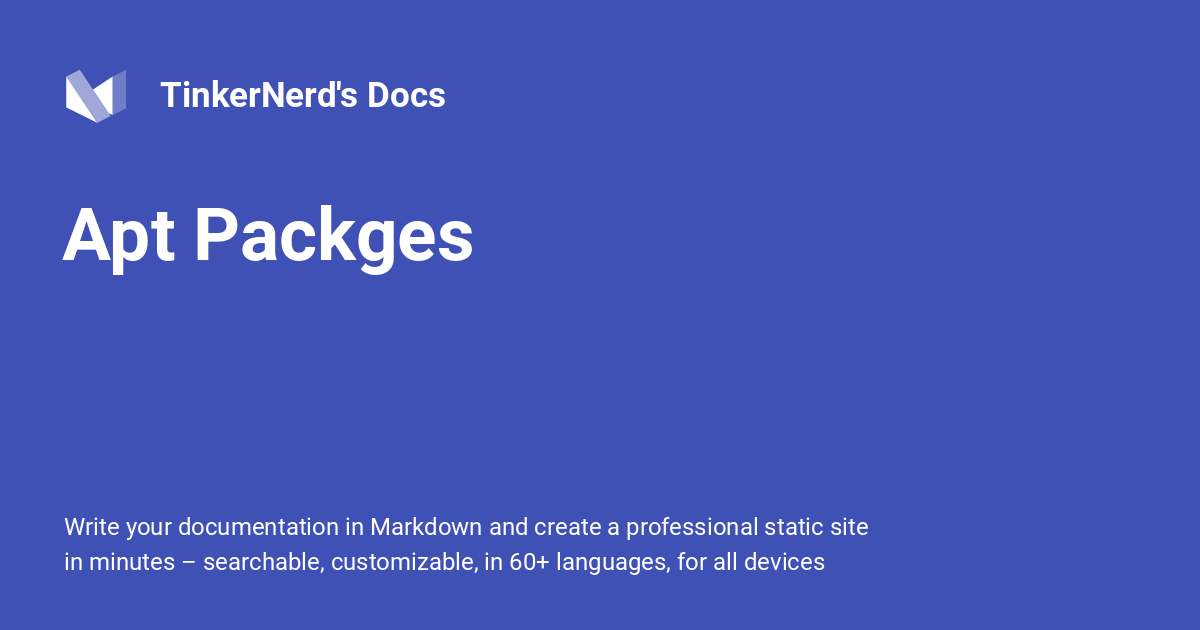 TinkerNerd's Docs
Apt Packges
Write your documentation in Markdown and create a professional static site
in minutes – searchable, customizable, in 60+ languages, for all devices